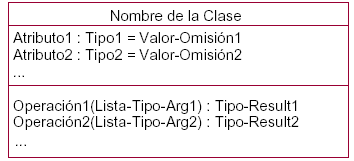 Nombre de la Clase
Atributo1 : Tipo1 = Valor-Omisión1
Atributo2 : Tipo2 = Valor-Omisión2
...
Operación1(Lista-Tipo-Arg1) : Tipo-Result1
Operación2(Lista-Tipo-Arg2) : Tipo-Result2
...